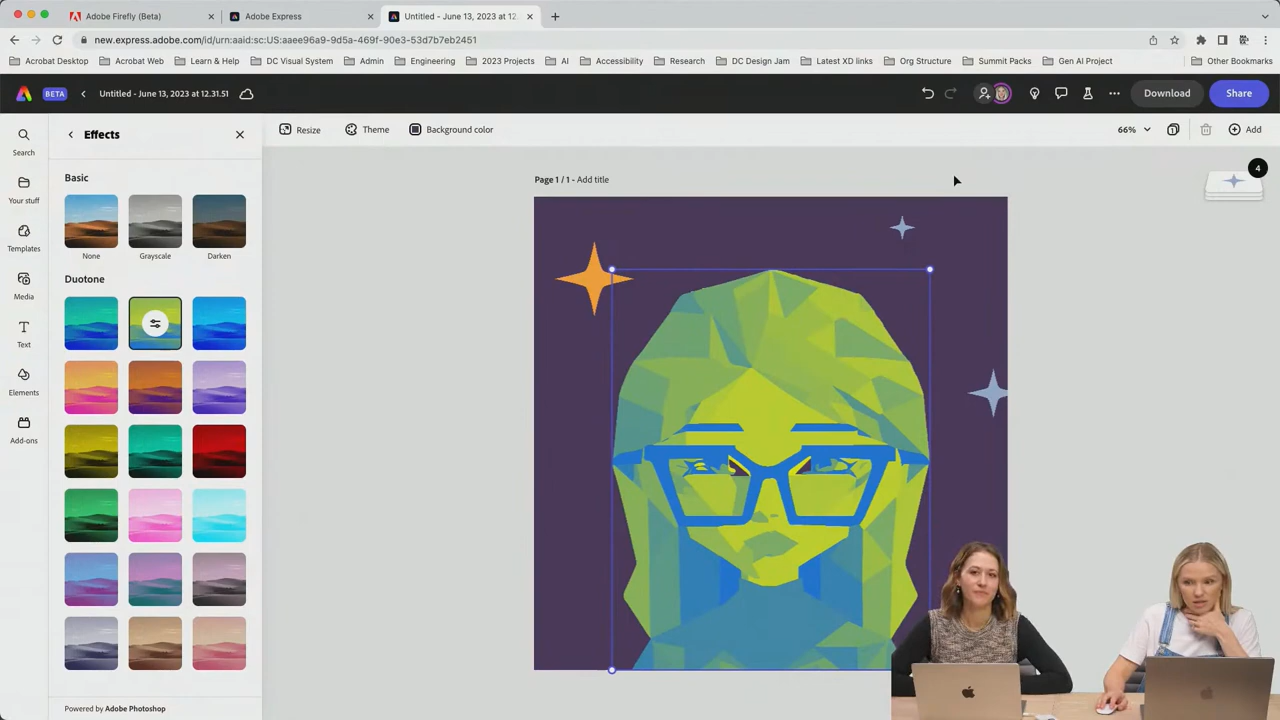 Adobe Firefly (Beta)
Adobe Express
Untitled - June 13, 2023 at 12...
new.express.adobe.com/id/urn:aaid:sc:US:aaee96a9-9d5a-469f-90e3-53d7b7eb2451
Acrobat Desktop
Acrobat Web
Learn & Help
DC Visual System
Admin
Engineering
2023 Projects
AI
Accessibility
Research
DC Design Jam
Latest XD links
Org Structure
Summit Packs
Gen AI Project
Other Bookmarks
BETA
Untitled - June 13, 2023 at 12.31.51
Download
Share
Effects
Resize
Theme
Background color
66%
1
Add
Search
Your stuff
Templates
Media
Text
Elements
Add-ons
Basic
None
Grayscale
Darken
Duotone
Powered by Adobe Photoshop
Page 1 / 1 - Add title
4